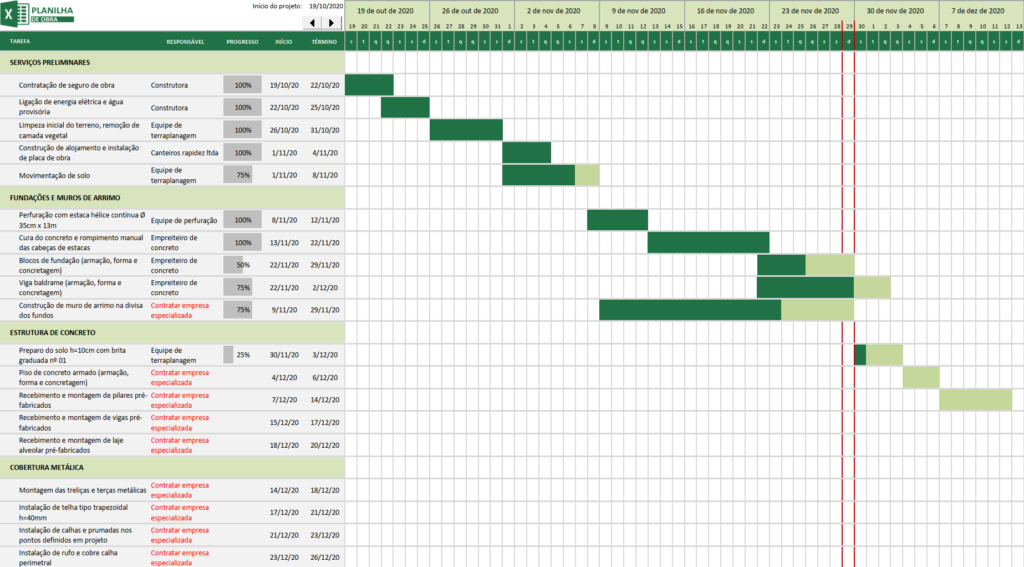 PLANILHA
DE OBRA
Início do projeto: 19/10/2020
19 de out de 2020 26 de out de 2020 2 de nov de 2020 9 de nov de 2020 16 de nov de 2020 23 de nov de 2020 30 de nov de 2020 7 de dez de 2020
19 20 21 22 23 24 25 26 27 28 29 30 31 1 2 3 4 5 6 7 8 9 10 11 12 13 14 15 16 17 18 19 20 21 22 23 24 25 26 27 28 29 30 1 2 3 4 5 6 7 8 9 10 11 12 13
TAREFA RESPONSÁVEL PROGRESSO INÍCIO TÉRMINO s t q q s s d s t q q s s d s t q q s s d s t q q s s d s t q q s s d s t q q s s d s t q q s s d s t q q s s d
SERVIÇOS PRELIMINARES
Contratação de seguro de obra Construtora 100% 19/10/20 22/10/20
Ligação de energia elétrica e água
provisória Construtora 100% 22/10/20 25/10/20
Limpeza inicial do terreno, remoção de
camada vegetal Equipe de
terraplanagem 100% 26/10/20 31/10/20
Construção de alojamento e instalação
de placa de obra Canteiros rapidez ltda 100% 1/11/20 4/11/20
Movimentação de solo Equipe de
terraplanagem 75% 1/11/20 8/11/20
FUNDAÇÕES E MUROS DE ARRIMO
Perfuração com estaca hélice contínua Ø
35cm x 13m Equipe de perfuração 100% 8/11/20 12/11/20
Cura do concreto e rompimento manual
das cabeças de estacas Empreiteiro de
concreto 100% 13/11/20 22/11/20
Blocos de fundação (armação, forma e
concretagem) Empreiteiro de
concreto 50% 22/11/20 29/11/20
Viga baldrame (armação, forma e
concretagem) Empreiteiro de
concreto 75% 22/11/20 2/12/20
Construção de muro de arrimo na divisa
dos fundos Contratar empresa
especializada 75% 9/11/20 29/11/20
ESTRUTURA DE CONCRETO
Preparo do solo h=10cm com brita
graduada nº 01 Equipe de
terraplanagem 25% 30/11/20 3/12/20
Piso de concreto armado (armação,
forma e concretagem) Contratar empresa
especializada 4/12/20 6/12/20
Recebimento e montagem de pilares pré-
fabricados Contratar empresa
especializada 7/12/20 14/12/20
Recebimento e montagem de vigas pré-
fabricados Contratar empresa
especializada 15/12/20 17/12/20
Recebimento e montagem de laje
alveolar pré-fabricados Contratar empresa
especializada 18/12/20 20/12/20
COBERTURA METÁLICA
Montagem das treliças e terças metálicas Contratar empresa
especializada 14/12/20 18/12/20
Instalação de telha tipo trapezoidal
h=40mm Contratar empresa
especializada 17/12/20 21/12/20
Instalação de calhas e prumadas nos
pontos definidos em projeto Contratar empresa
especializada 21/12/20 23/12/20
Instalação de rufo e cobre calha
perimetral Contratar empresa
especializada 23/12/20 26/12/20